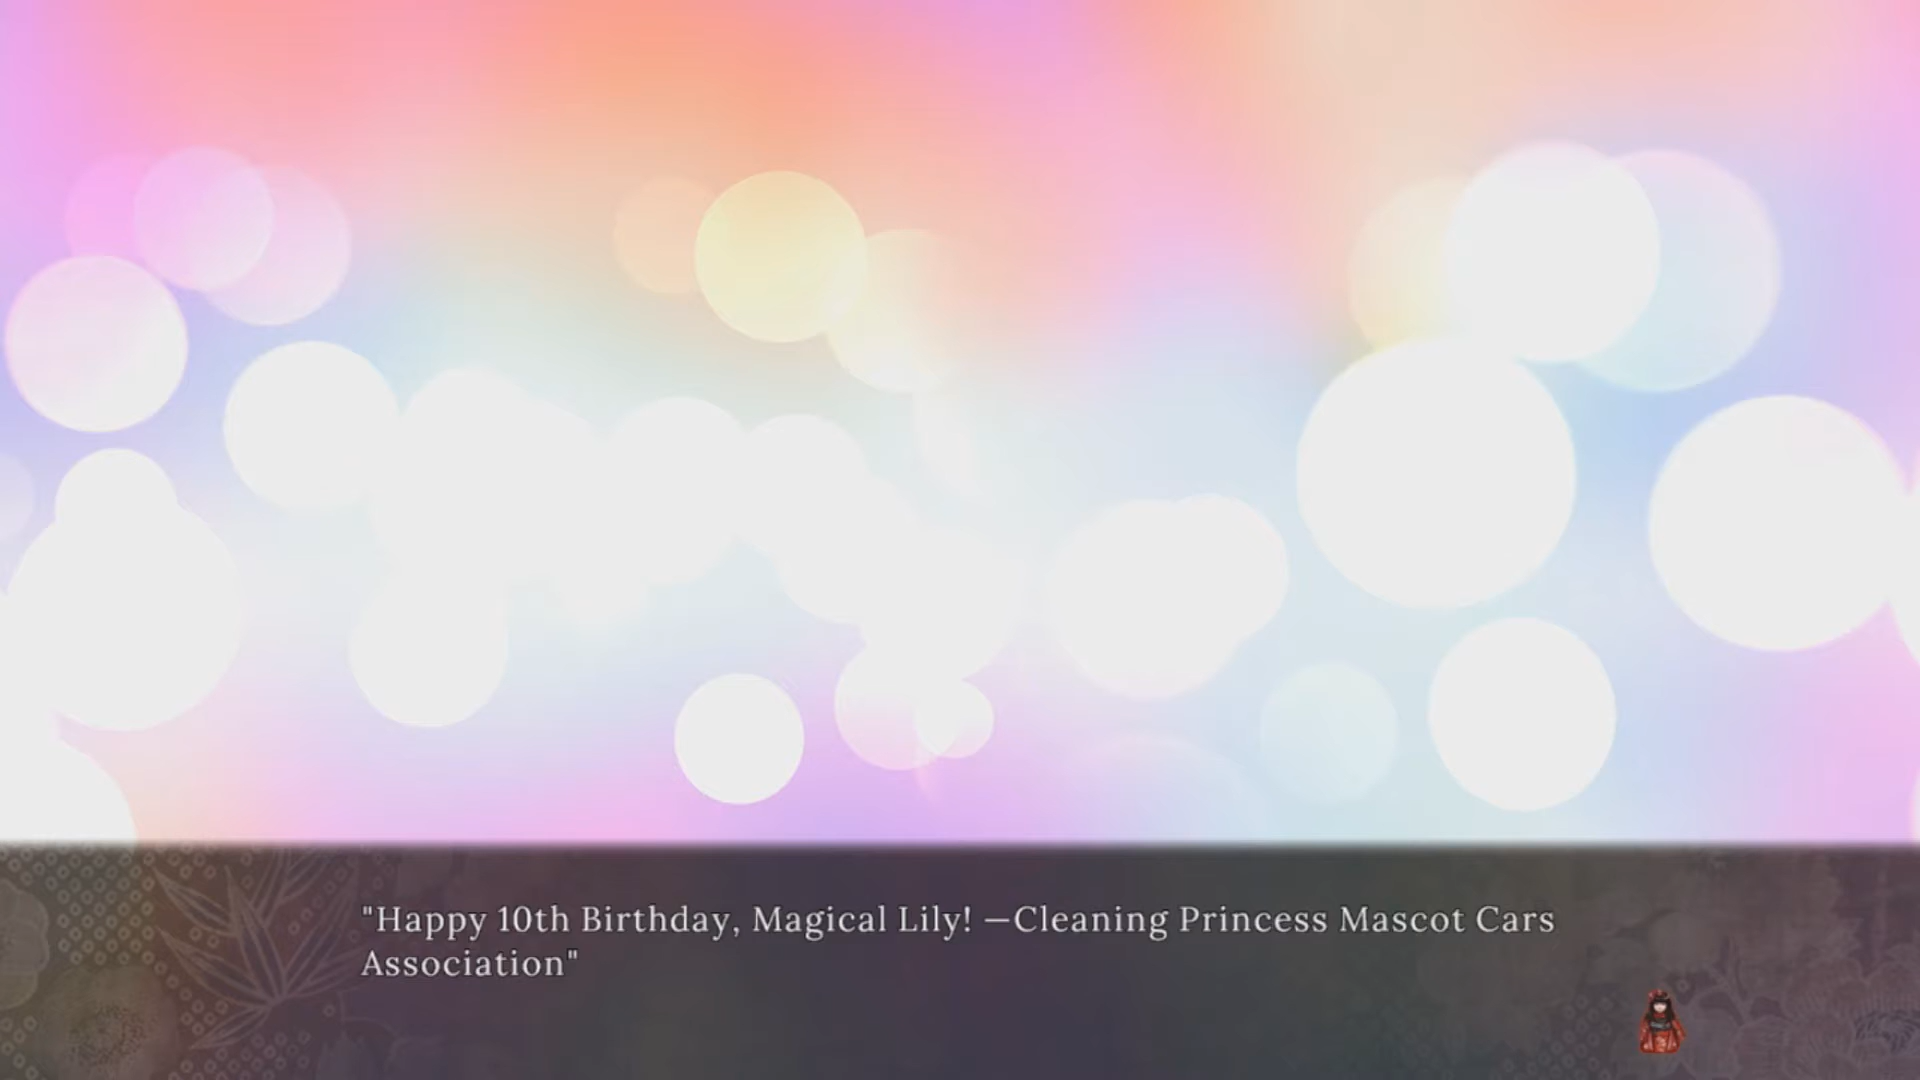 "Happy 10th Birthday, Magical Lily! —Cleaning Princess Mascot Cars
Association"